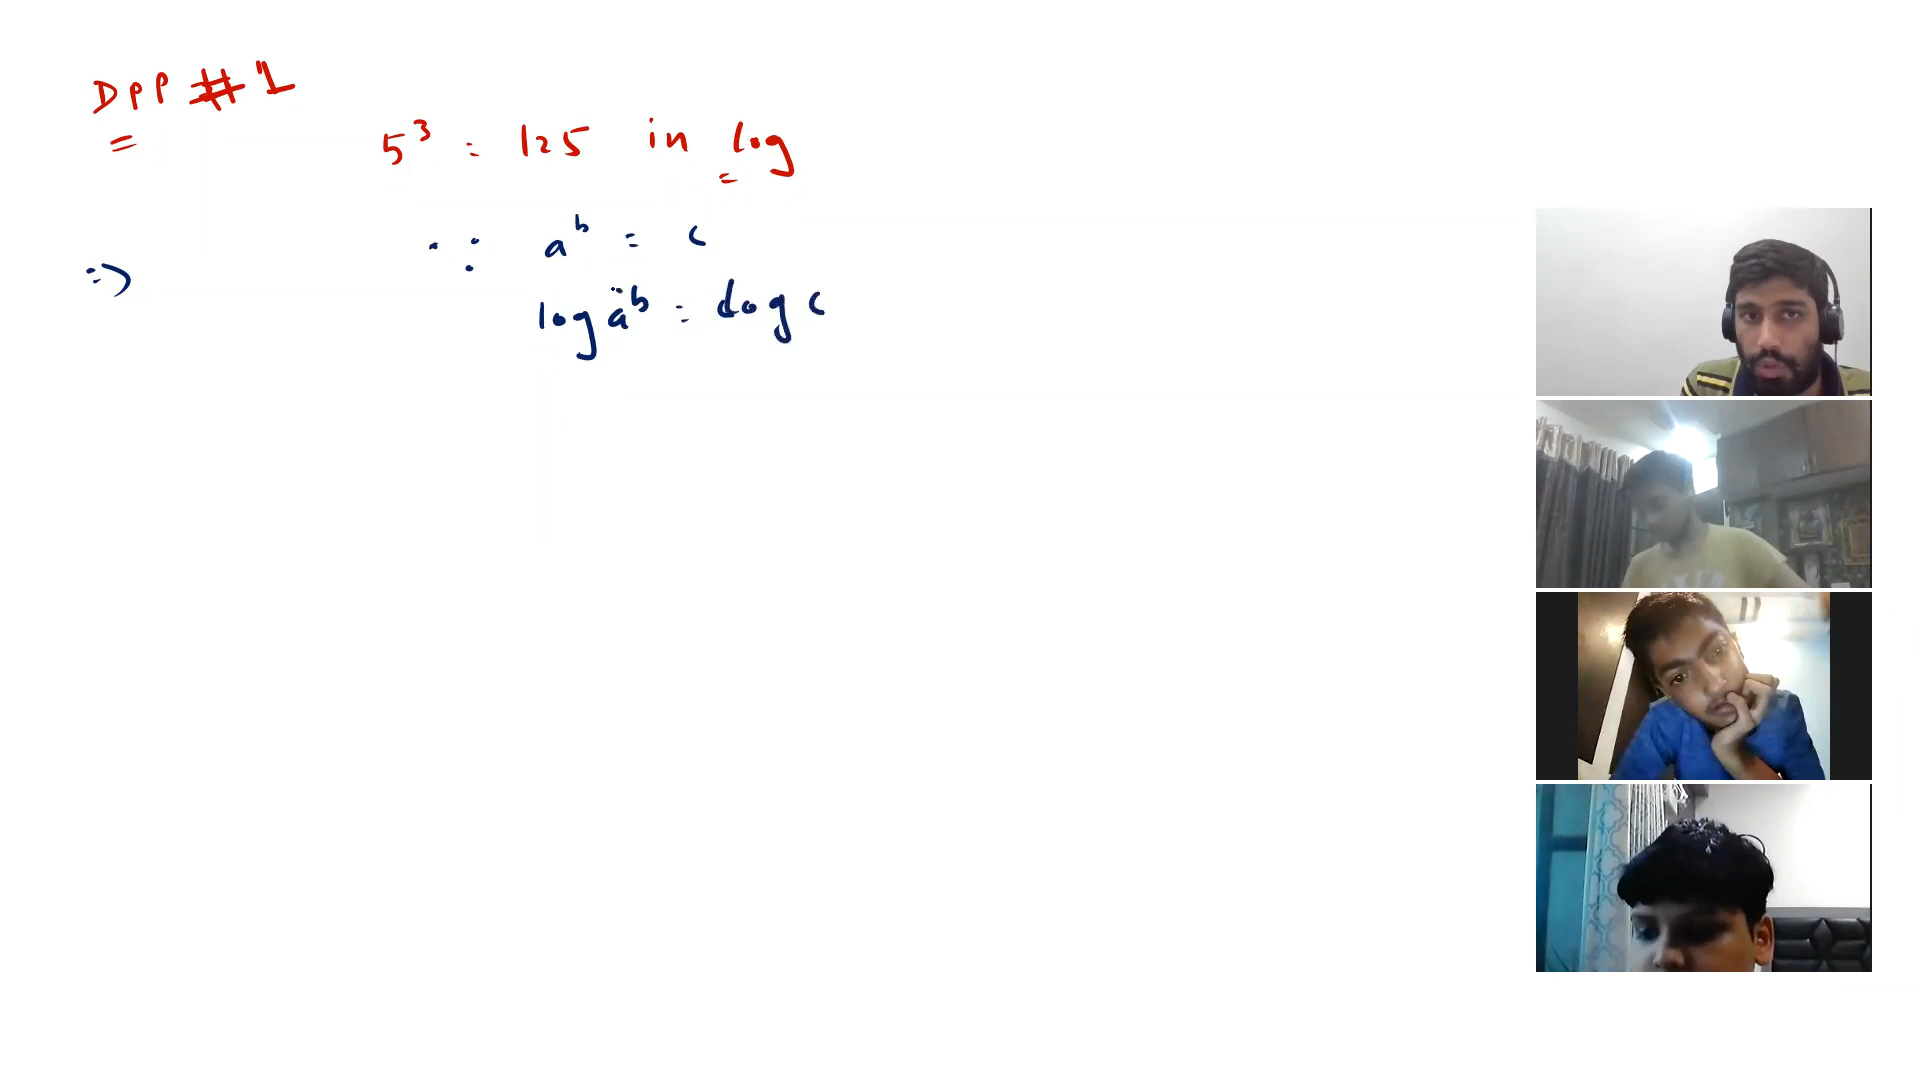 DPP #1
=
5³ = 125 in log
∵ aᵇ = c
=> log aᵇ = log c